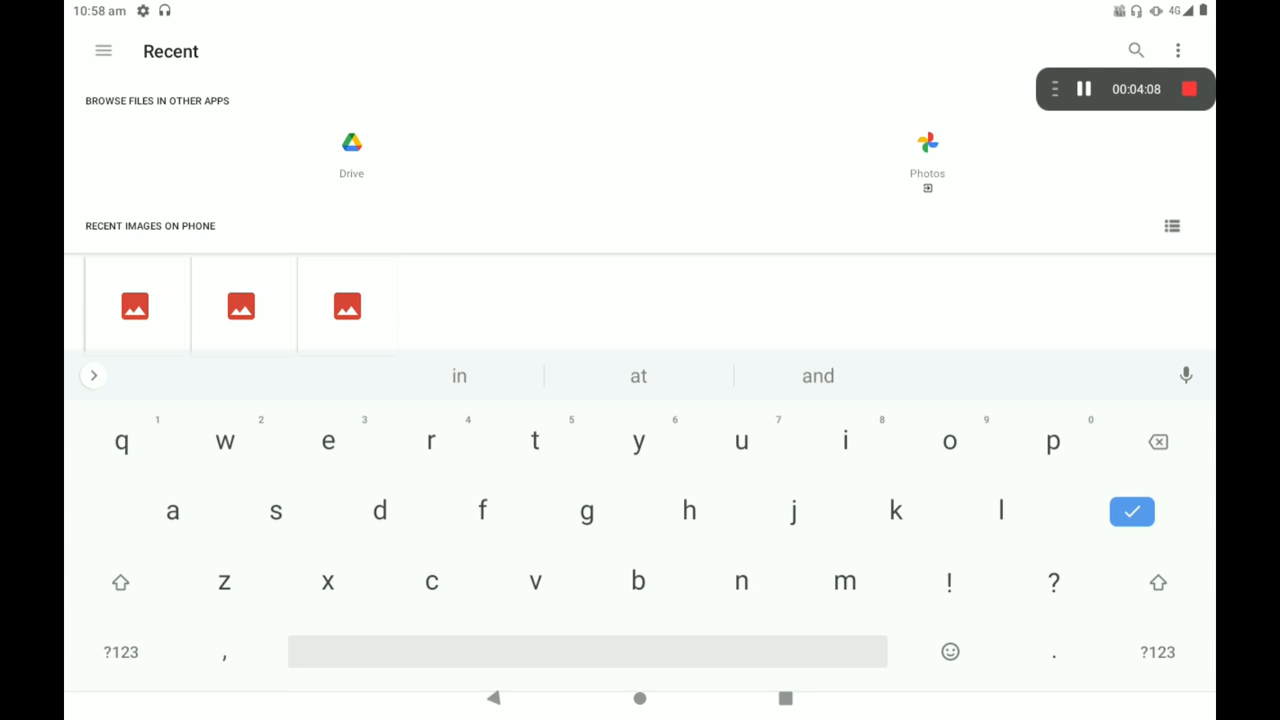 10:58 am 4G
Recent
00:04:08
BROWSE FILES IN OTHER APPS
Drive Photos
RECENT IMAGES ON PHONE
in at and
1 2 3 4 5 6 7 8 9 0
q w e r t y u i o p
a s d f g h j k l
z x c v b n m ! ?
?123 , . ?123